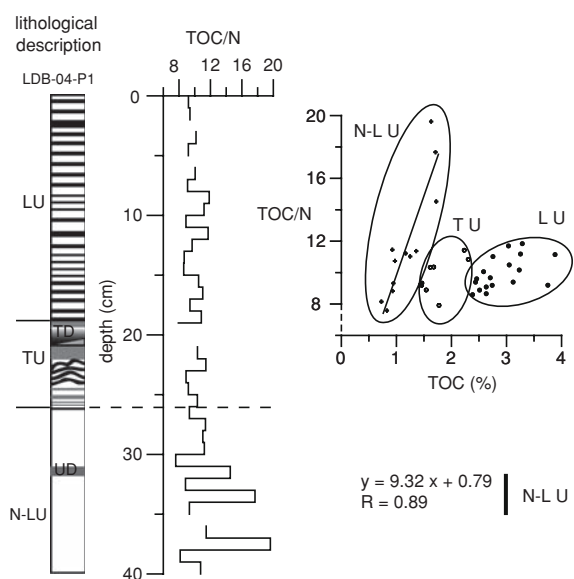 lithological
description
LDB-04-P1
LU
TD
TU
UD
N-LU
TOC/N
8 12 16 20
0
10
20
30
40
depth (cm)
20
16
12
8
TOC/N
N-L U
T U
L U
0 1 2 3 4
TOC (%)
y = 9.32 x + 0.79
R = 0.89
N-L U